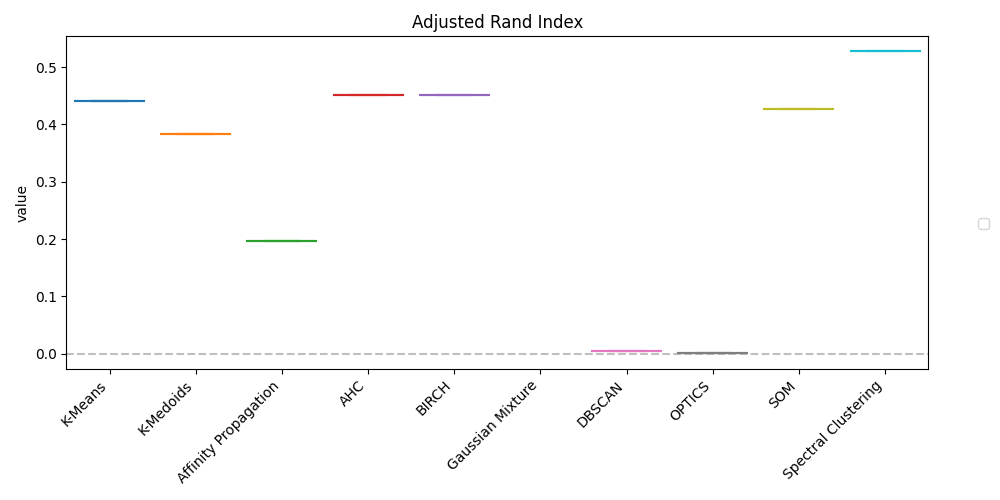 Adjusted Rand Index
value
0.5
0.4
0.3
0.2
0.1
0.0
K-Means
K-Medoids
Affinity Propagation
AHC
BIRCH
Gaussian Mixture
DBSCAN
OPTICS
SOM
Spectral Clustering